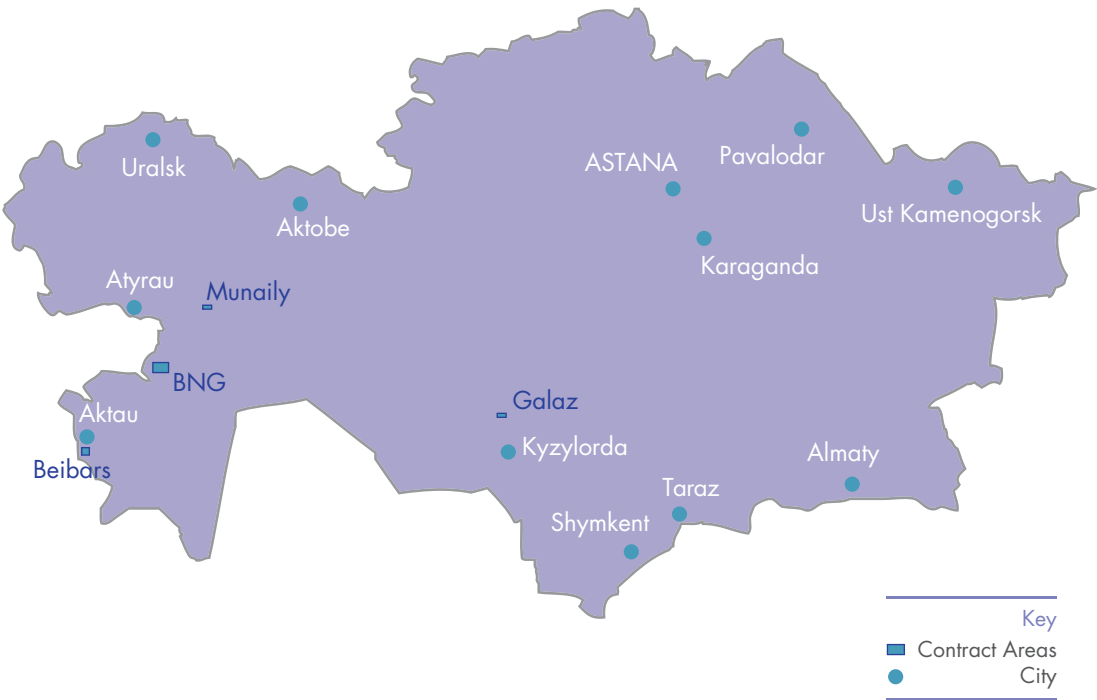 Pavalodar
ASTANA
Uralsk
Ust Kamenogorsk
Aktobe
Karaganda
Atyrau
Munaily
BNG
Galaz
Aktau
Kyzylorda
Almaty
Beibars
Taraz
Shymkent
Key
Contract Areas
City